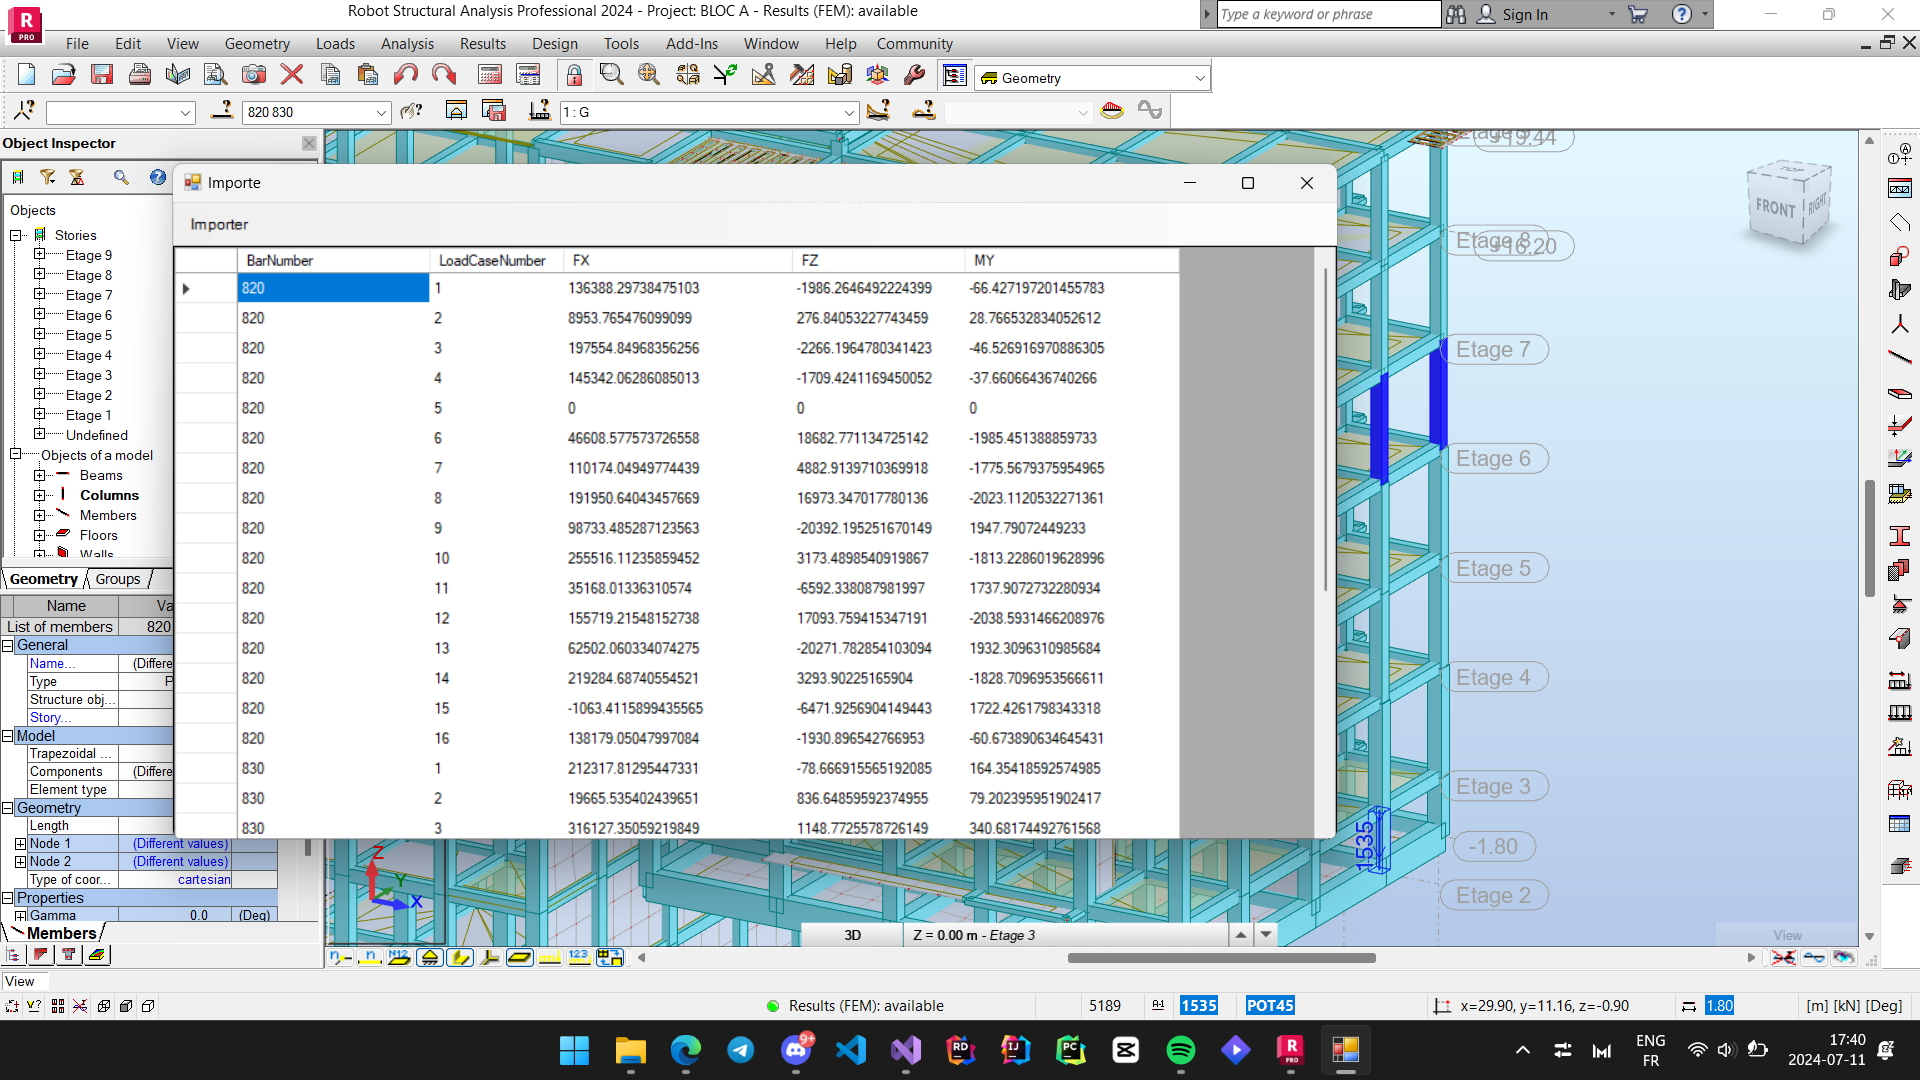 Robot Structural Analysis Professional 2024 - Project: BLOC A - Results (FEM): available
Type a keyword or phrase
Sign In
R
PRO
File Edit View Geometry Loads Analysis Results Design Tools Add-Ins Window Help Community
Geometry
820 830
1 : G
Object Inspector
Objects
Stories
Etage 9
Etage 8
Etage 7
Etage 6
Etage 5
Etage 4
Etage 3
Etage 2
Etage 1
Undefined
Objects of a model
Beams
Columns
Members
Floors
Walls
Geometry Groups
Name
List of members 820
General
Name... (Differe
Type P
Structure obj...
Story...
Model
Trapezoidal ...
Components (Differe
Element type
Geometry
Length
Node 1 (Different values)
Node 2 (Different values)
Type of coor... cartesian
Properties
Gamma 0.0 (Deg)
Members
Importe
Importer
BarNumber LoadCaseNumber FX FZ MY
820 1 136388.29738475103 -1986.2646492224399 -66.427197201455783
820 2 8953.765476099099 276.84053227743459 28.766532834052612
820 3 197554.84968356256 -2266.1964780341423 -46.526916970886305
820 4 145342.06286085013 -1709.4241169450052 -37.66066436740266
820 5 0 0 0
820 6 46608.577573726558 18682.771134725142 -1985.451388859733
820 7 110174.04949774439 4882.9139710369918 -1775.5679375954965
820 8 191950.64043457669 16973.347017780136 -2023.1120532271361
820 9 98733.485287123563 -20392.195251670149 1947.79072449233
820 10 255516.11235859452 3173.4898540919867 -1813.2286019628996
820 11 35168.01336310574 -6592.338087981997 1737.9072732280934
820 12 155719.21548152738 17093.759415347191 -2038.5931466208976
820 13 62502.060334074275 -20271.782854103094 1932.3096310985684
820 14 219284.68740554521 3293.90225165904 -1828.7096953566611
820 15 -1063.4115899435565 -6471.9256904149443 1722.4261798343318
820 16 138179.05047997084 -1930.896542766953 -60.673890634645431
830 1 212317.81295447331 -78.666915565192085 164.35418592574985
830 2 19665.535402439651 836.64859592374955 79.202395951902417
830 3 316127.35059219849 1148.7725578726149 340.68174492761568
+19.44
Etage 8
+16.20
Etage 7
Etage 6
Etage 5
Etage 4
Etage 3
-1.80
Etage 2
1535
TOP
FRONT
RIGHT
Z
Y
X
3D
Z = 0.00 m - Etage 3
View
View
Results (FEM): available
5189
1535
POT45
x=29.90, y=11.16, z=-0.90
1.80
[m] [kN] [Deg]
9+
RD
IJ
PC
R
PRO
ENG
FR
17:40
2024-07-11